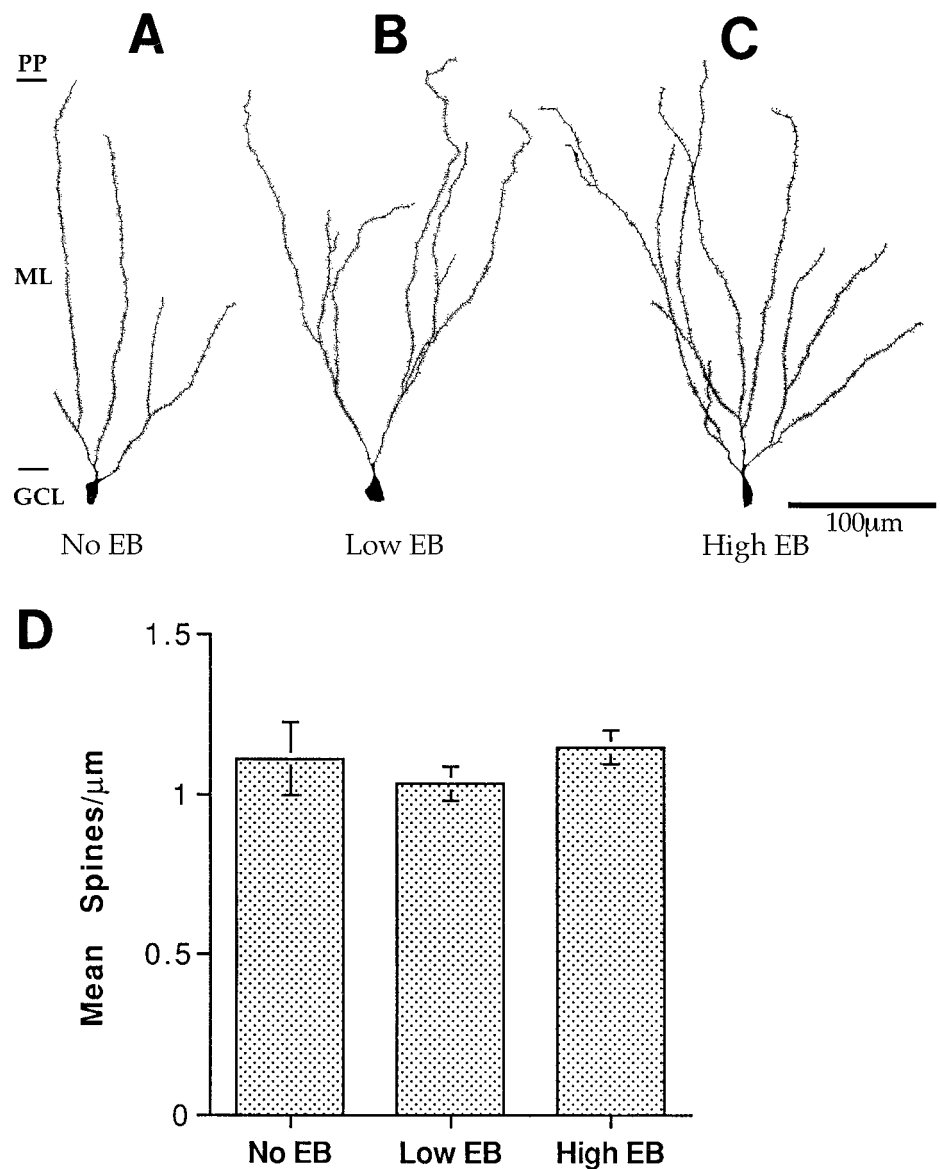 A
B
C
PP
ML
GCL
No EB
Low EB
High EB
100µm
D
Mean Spines/µm
1.5
1
0.5
0
No EB
Low EB
High EB